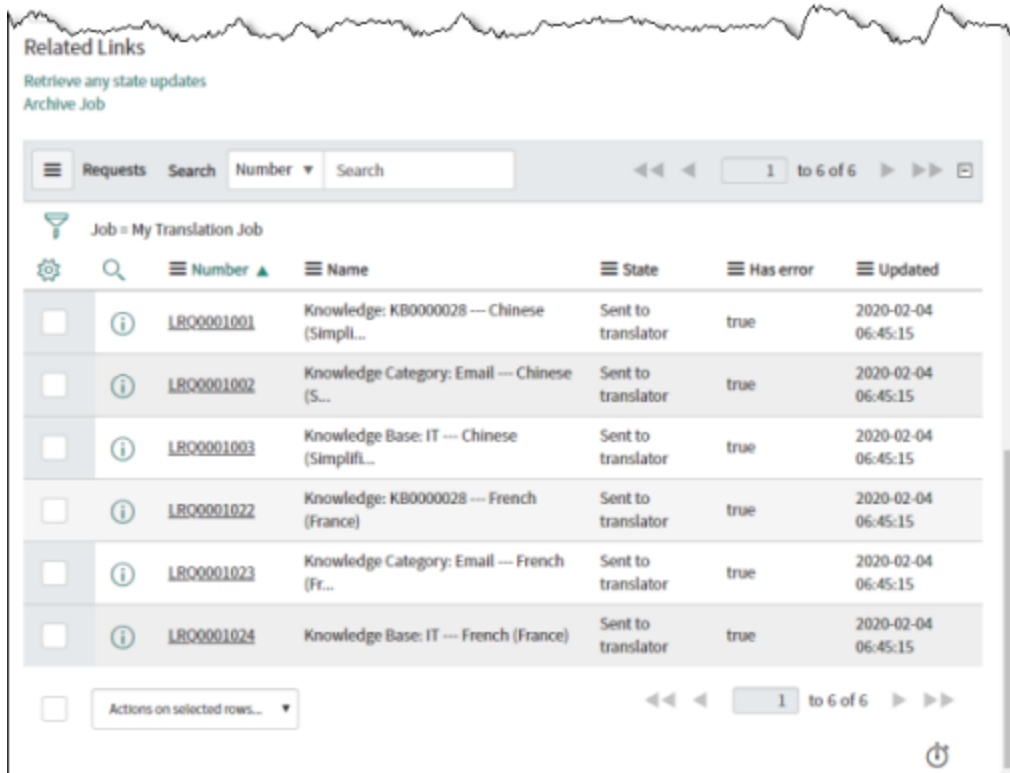 Related Links
Retrieve any state updates
Archive Job
Requests Search Number Search 1 to 6 of 6
Job = My Translation Job
Number Name State Has error Updated
LRQ0001001 Knowledge: KB0000028 --- Chinese (Simpli... Sent to translator true 2020-02-04 06:45:15
LRQ0001002 Knowledge Category: Email --- Chinese (S... Sent to translator true 2020-02-04 06:45:15
LRQ0001003 Knowledge Base: IT --- Chinese (Simplifi... Sent to translator true 2020-02-04 06:45:15
LRQ0001022 Knowledge: KB0000028 --- French (France) Sent to translator true 2020-02-04 06:45:15
LRQ0001023 Knowledge Category: Email --- French (Fr... Sent to translator true 2020-02-04 06:45:15
LRQ0001024 Knowledge Base: IT --- French (France) Sent to translator true 2020-02-04 06:45:15
Actions on selected rows... 1 to 6 of 6